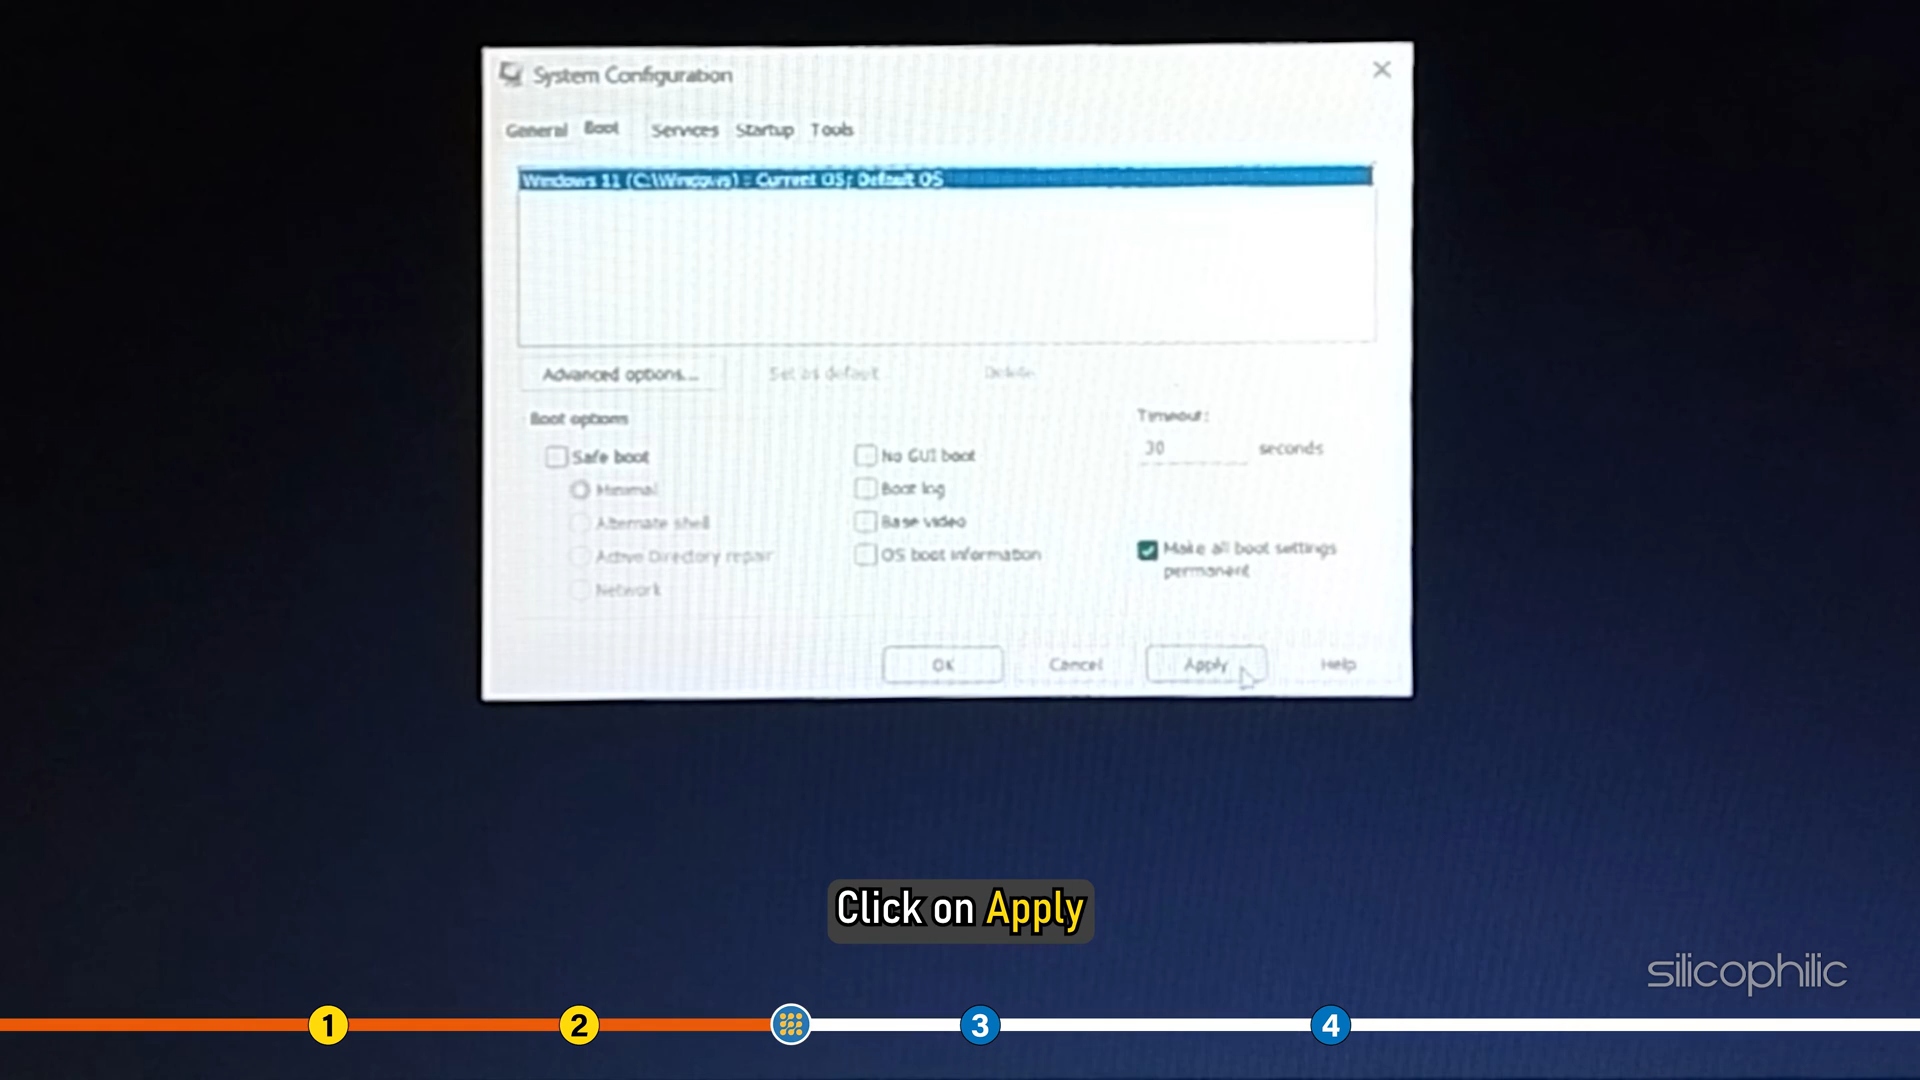 System Configuration
General Boot Services Startup Tools
Windows 11 (C:\Windows) : Current OS; Default OS
Advanced options... Set as default Delete
Boot options
Timeout:
Safe boot
No GUI boot
30 seconds
Minimal
Boot log
Alternate shell
Base video
Active Directory repair
OS boot information
Make all boot settings
permanent
Network
OK Cancel Apply Help
Click on Apply
silicophilic
1 2 3 4